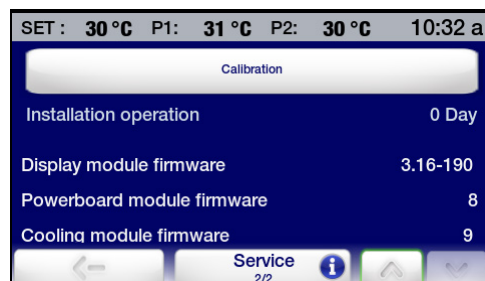 SET : 30 °C P1: 31 °C P2: 30 °C 10:32 a
Calibration
Installation operation 0 Day
Display module firmware 3.16-190
Powerboard module firmware 8
Cooling module firmware 9
Service
2/2